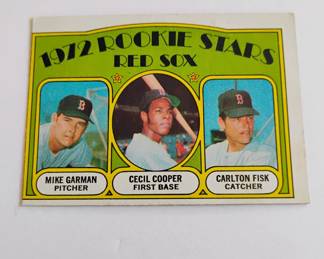 1972 ROOKIE STARS
RED SOX
B
B
MIKE GARMAN
PITCHER
CECIL COOPER
FIRST BASE
CARLTON FISK
CATCHER